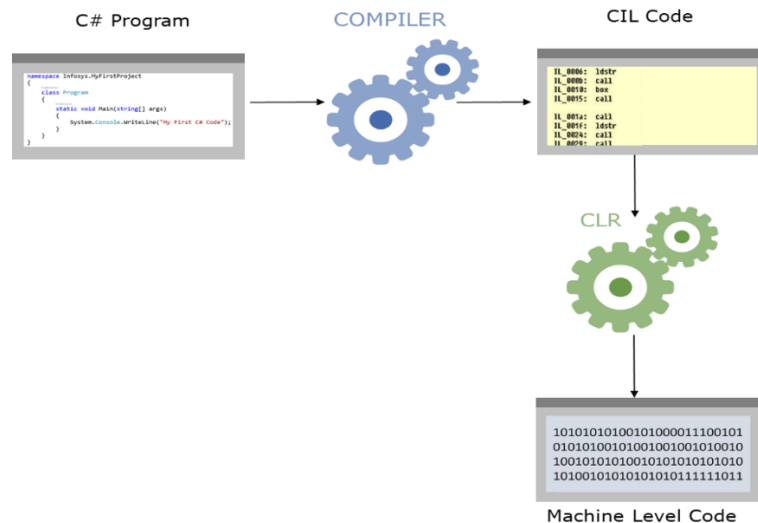 C# Program
COMPILER
CIL Code
namespace Infosys.MyFirstProject
{
class Program
{
static void Main(string[] args)
{
System.Console.WriteLine("My First C# Code");
}
}
}
IL_0006: ldstr
IL_000b: call
IL_0010: box
IL_0015: call
IL_001a: call
IL_001f: ldstr
IL_0024: call
IL_0029: call
CLR
10101010100101000011100101
01010100101001001001010010
10010101010010101010101010
10100101010101010111111011
Machine Level Code